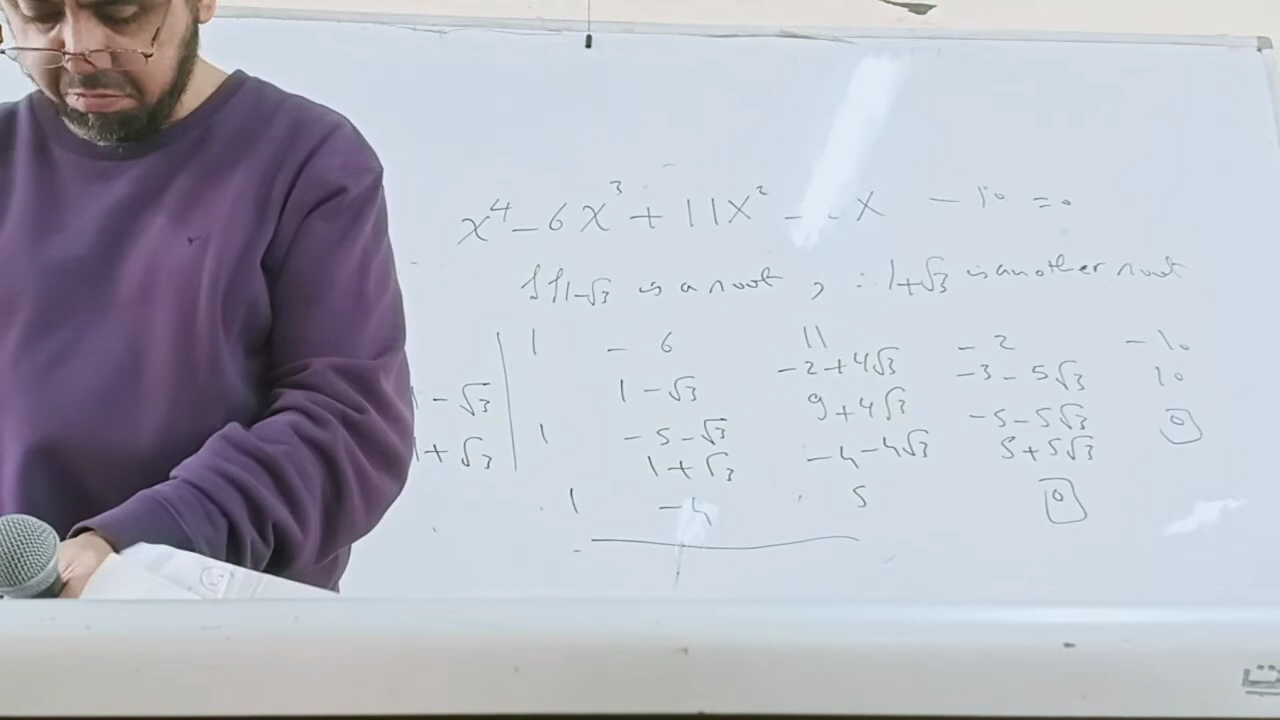 x⁴ - 6x³ + 11x² - x - 10 = 0
If 1-√3 is a root, ∴ 1+√3 is another root
1 - 6 11 - 2 - 10
1 - √3 1 - √3 - 2 + 4√3 - 3 - 5√3 10
1 - 5 - √3 9 + 4√3 - 5 - 5√3 0
1 + √3 1 + √3 - 4 - 4√3 5 + 5√3
1 - 4 5 0